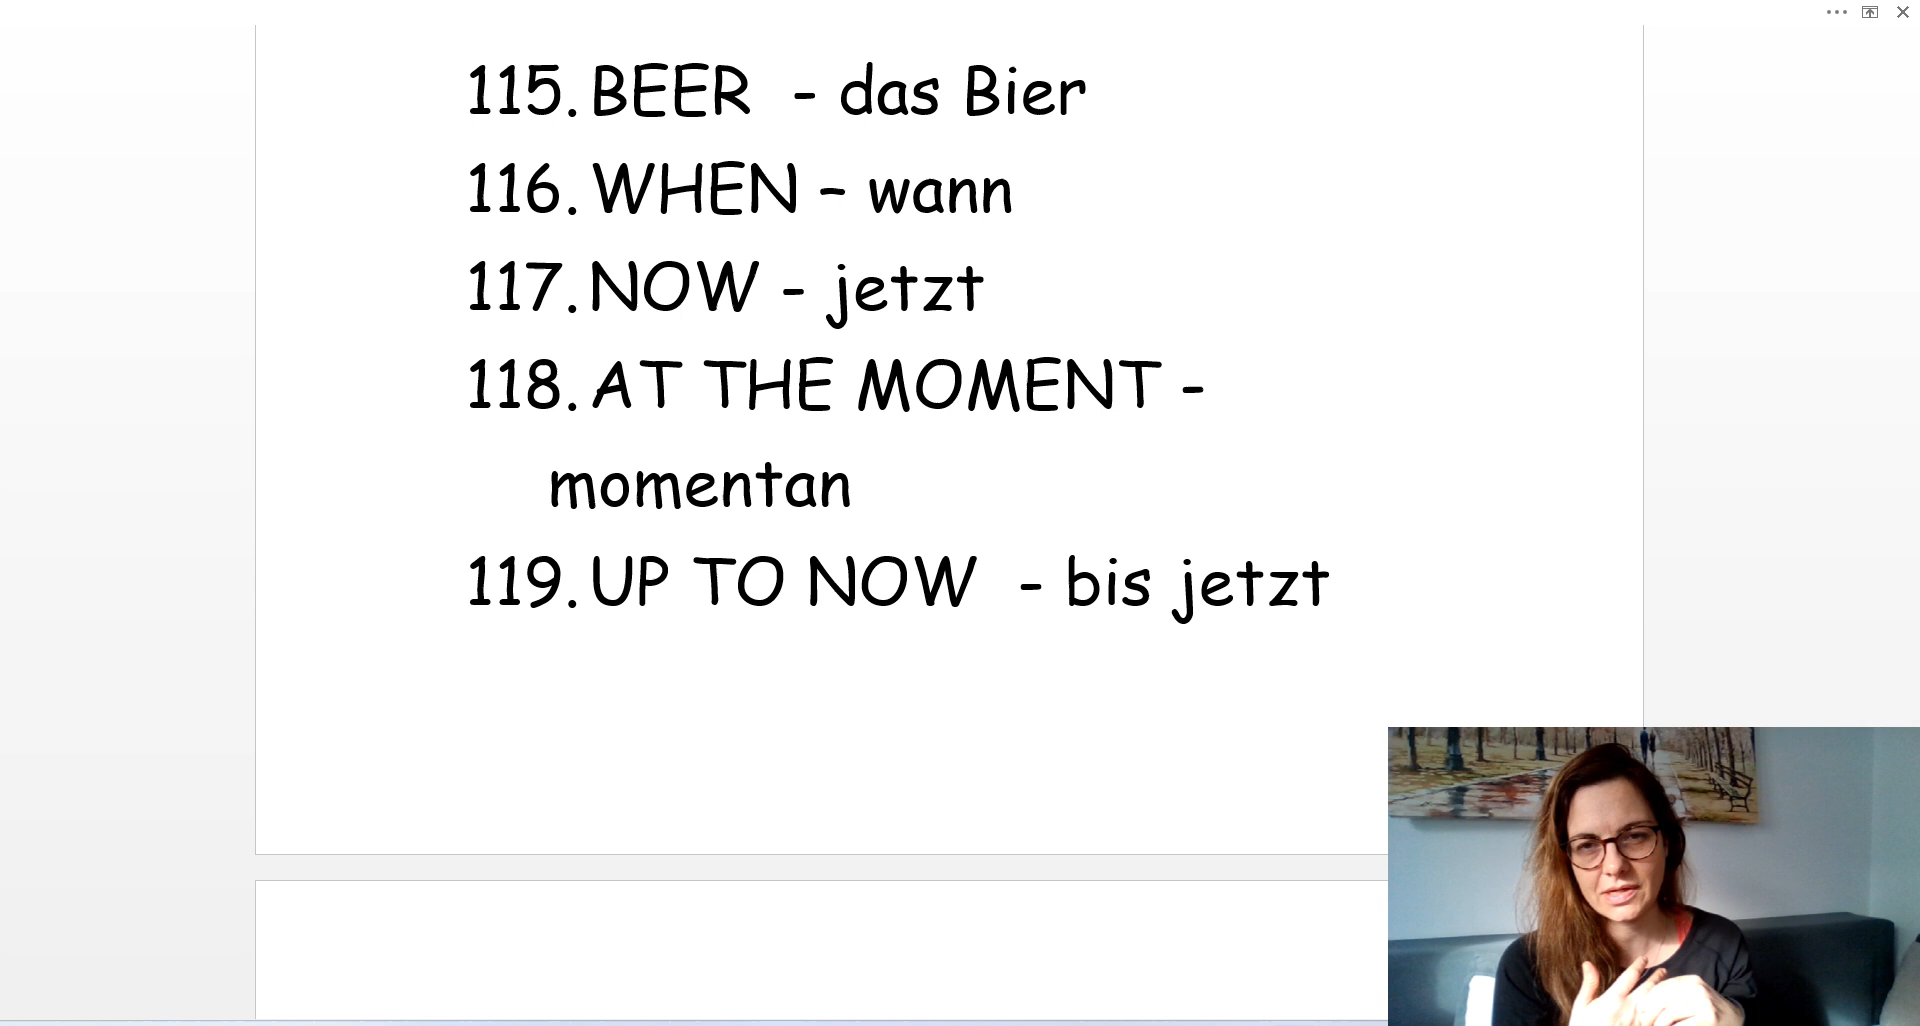 115. BEER - das Bier
116. WHEN – wann
117. NOW - jetzt
118. AT THE MOMENT -
momentan
119. UP TO NOW - bis jetzt